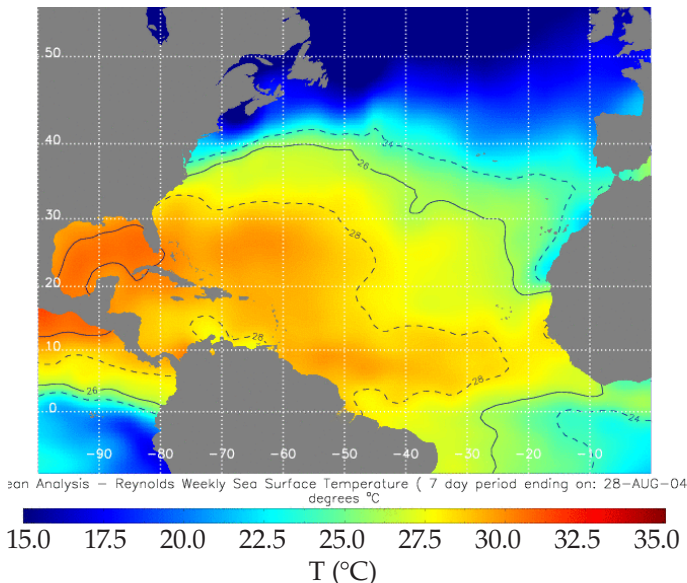 50
40
30
20
10
0
24
26
28
28
28
26
24
-90 -80 -70 -60 -50 -40 -30 -20 -10
ean Analysis – Reynolds Weekly Sea Surface Temperature ( 7 day period ending on: 28-AUG-04
degrees °C
15.0 17.5 20.0 22.5 25.0 27.5 30.0 32.5 35.0
T (°C)